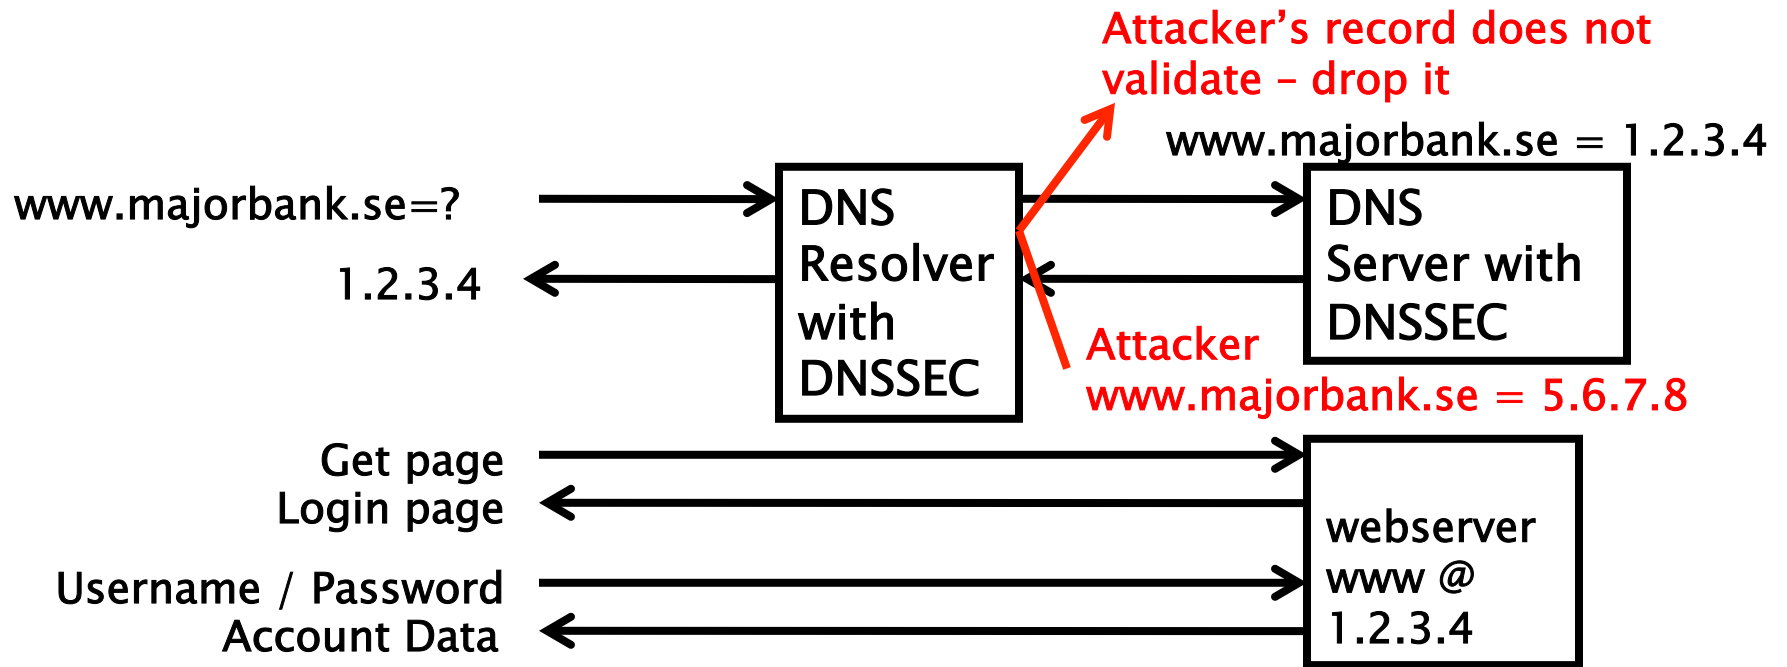 Attacker's record does not
validate – drop it
www.majorbank.se = 1.2.3.4
www.majorbank.se=?
1.2.3.4
DNS
Resolver
with
DNSSEC
DNS
Server with
DNSSEC
Attacker
www.majorbank.se = 5.6.7.8
Get page
Login page
Username / Password
Account Data
webserver
www @
1.2.3.4